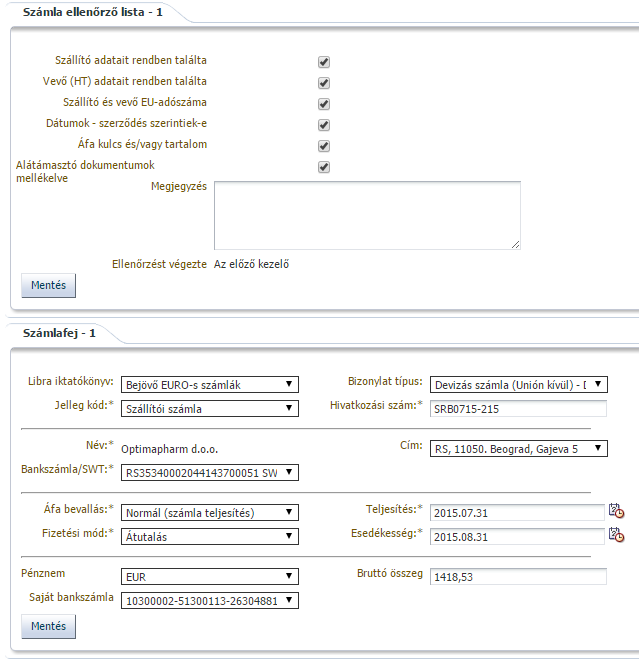 Számla ellenőrző lista - 1
Szállító adatait rendben találta
Vevő (HT) adatait rendben találta
Szállító és vevő EU-adószáma
Dátumok - szerződés szerintiek-e
Áfa kulcs és/vagy tartalom
Alátámasztó dokumentumok
mellékelve
Megjegyzés
Ellenőrzést végezte Az előző kezelő
Mentés
Számlafej - 1
Libra iktatókönyv: Bejövő EURO-s számlák Bizonylat típus: Devizás számla (Unión kívül) - D
Jelleg kód:* Szállítói számla Hivatkozási szám:* SRB0715-215
Név:* Optimapharm d.o.o. Cím: RS, 11050. Beograd, Gajeva 5
Bankszámla/SWT:* RS35340002044143700051 SW
Áfa bevallás:* Normál (számla teljesítés) Teljesítés:* 2015.07.31
Fizetési mód:* Átutalás Esedékesség:* 2015.08.31
Pénznem EUR Bruttó összeg 1418,53
Saját bankszámla 10300002-51300113-26304881
Mentés